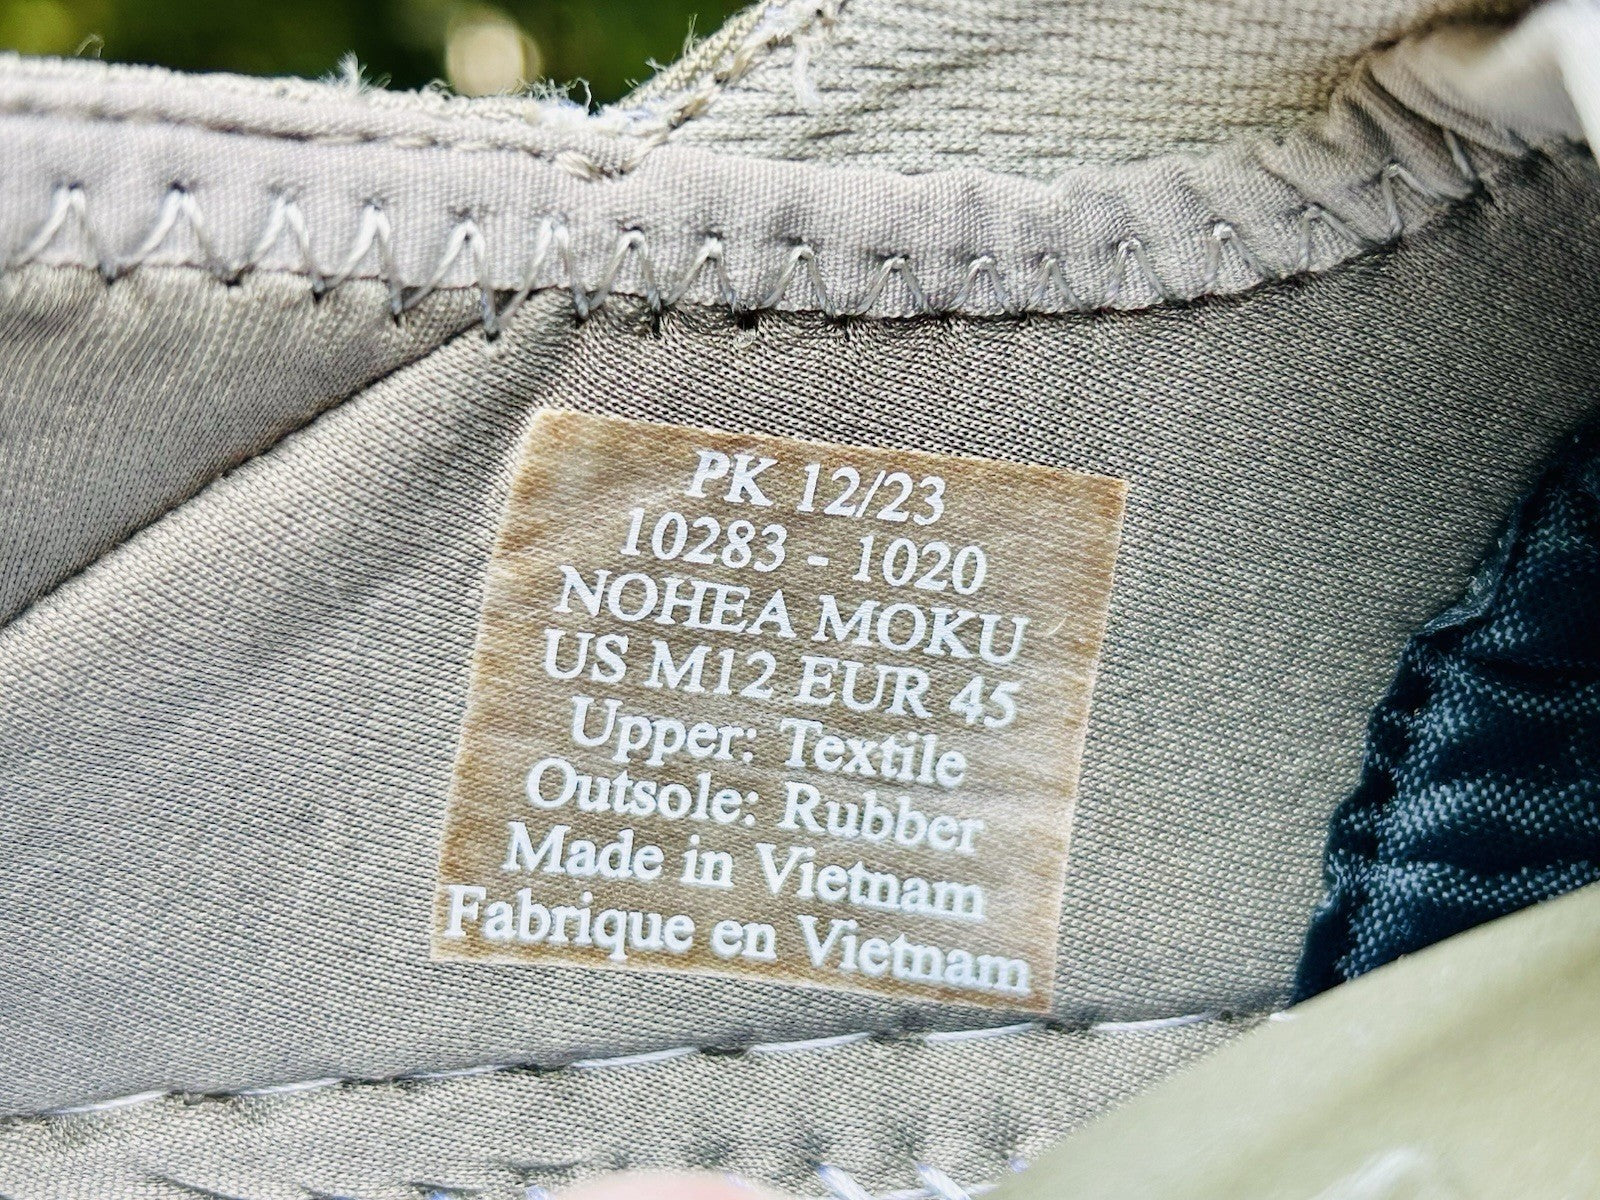 PK 12/23
10283 - 1020
NOHEA MOKU
US M12 EUR 45
Upper: Textile
Outsole: Rubber
Made in Vietnam
Fabrique en Vietnam